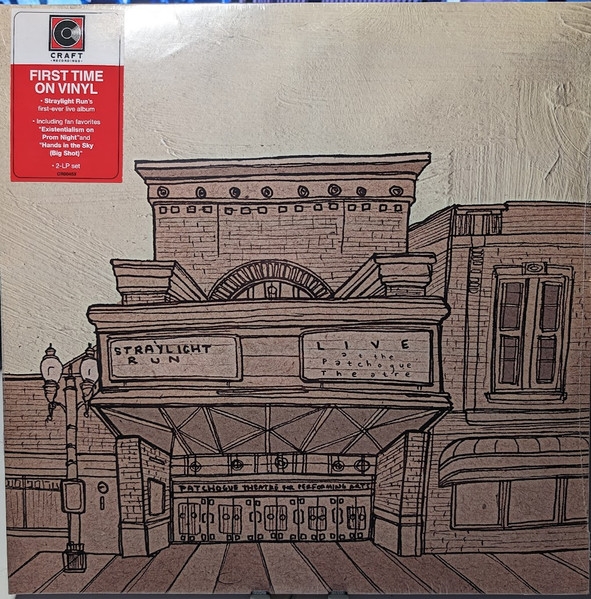 CRAFT
RECORDINGS
FIRST TIME
ON VINYL
• Straylight Run's
first-ever live album
• Including fan favorites
"Existentialism on
Prom Night" and
"Hands in the Sky
(Big Shot)"
• 2-LP set
STRAYLIGHT
RUN
LIVE
at the
Patchogue
Theatre
PATCHOGUE THEATRE FOR PERFORMING ARTS